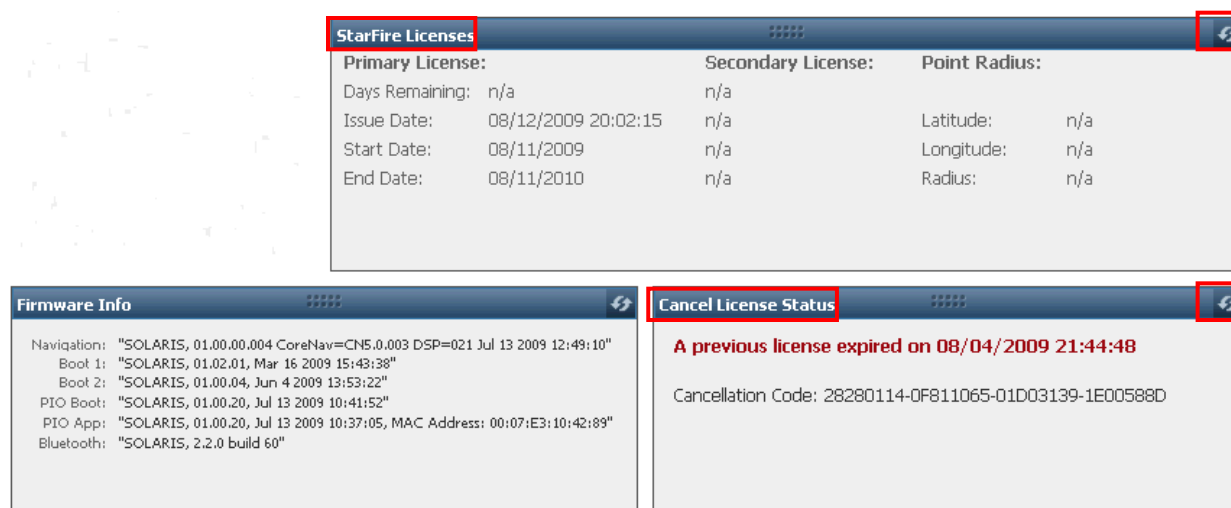 StarFire Licenses
Primary License: Secondary License: Point Radius:
Days Remaining: n/a n/a
Issue Date: 08/12/2009 20:02:15 n/a Latitude: n/a
Start Date: 08/11/2009 n/a Longitude: n/a
End Date: 08/11/2010 n/a Radius: n/a
Firmware Info
Navigation: "SOLARIS, 01.00.00.004 CoreNav=CN5.0.003 DSP=021 Jul 13 2009 12:49:10"
Boot 1: "SOLARIS, 01.02.01, Mar 16 2009 15:43:38"
Boot 2: "SOLARIS, 01.00.04, Jun 4 2009 13:53:22"
PIO Boot: "SOLARIS, 01.00.20, Jul 13 2009 10:41:52"
PIO App: "SOLARIS, 01.00.20, Jul 13 2009 10:37:05, MAC Address: 00:07:E3:10:42:89"
Bluetooth: "SOLARIS, 2.2.0 build 60"
Cancel License Status
A previous license expired on 08/04/2009 21:44:48
Cancellation Code: 28280114-0F811065-01D03139-1E00588D